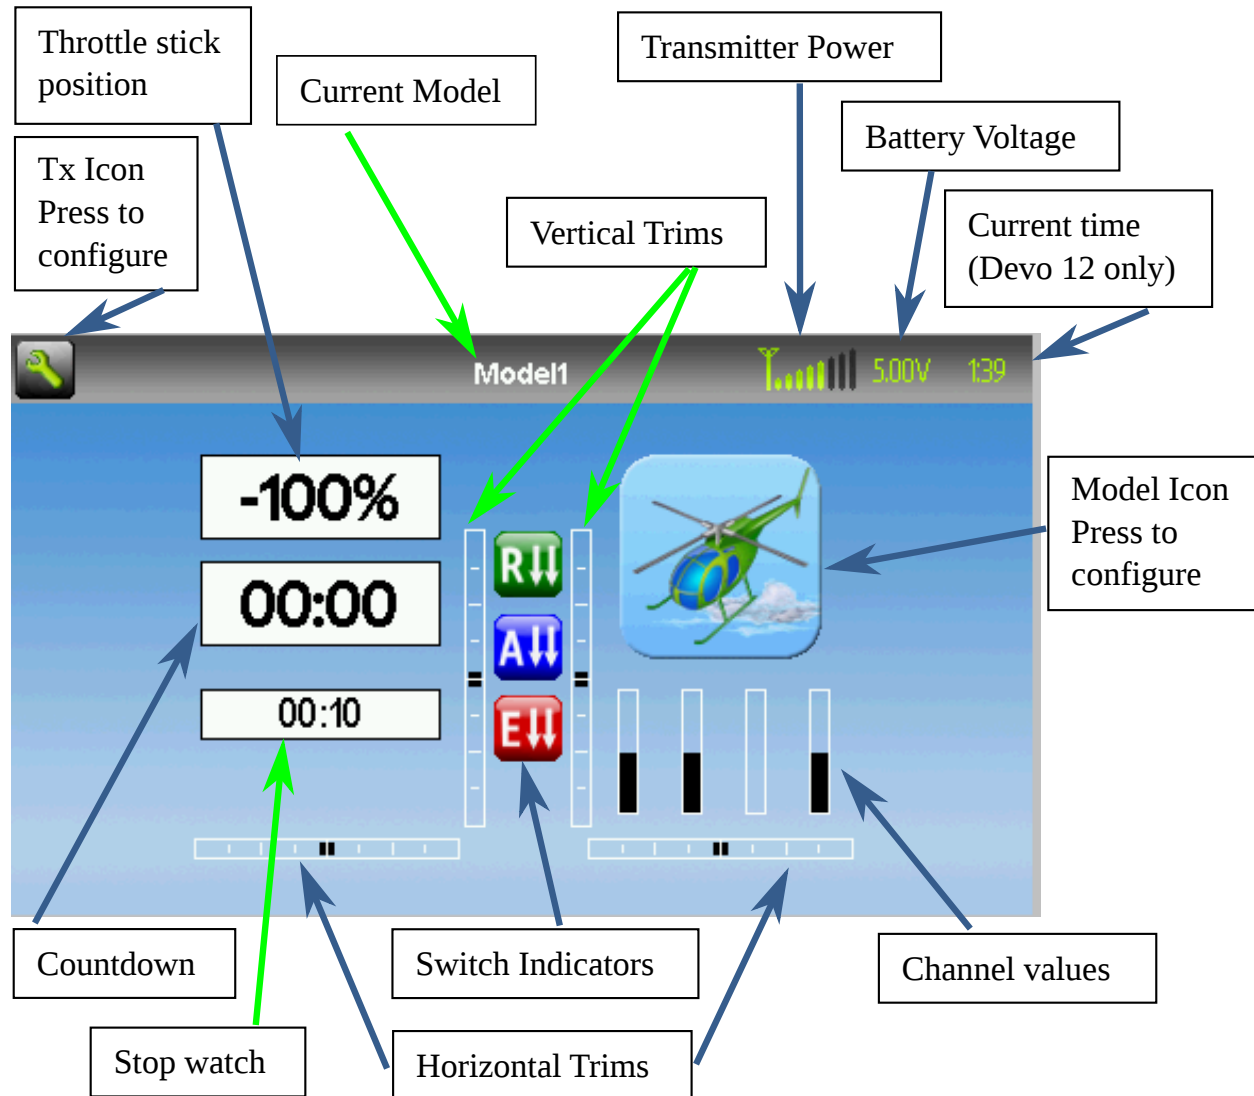 Throttle stick
position
Current Model
Transmitter Power
Battery Voltage
Tx Icon
Press to
configure
Vertical Trims
Current time
(Devo 12 only)
Model1
5.00V
1:39
-100%
00:00
00:10
R
A
E
Model Icon
Press to
configure
Countdown
Switch Indicators
Channel values
Stop watch
Horizontal Trims